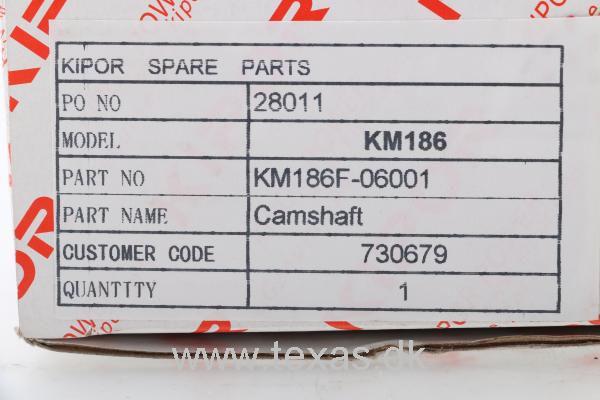 KIPOR SPARE PARTS
PO NO 28011
MODEL KM186
PART NO KM186F-06001
PART NAME Camshaft
CUSTOMER CODE 730679
QUANTITY 1
www.texas.dk